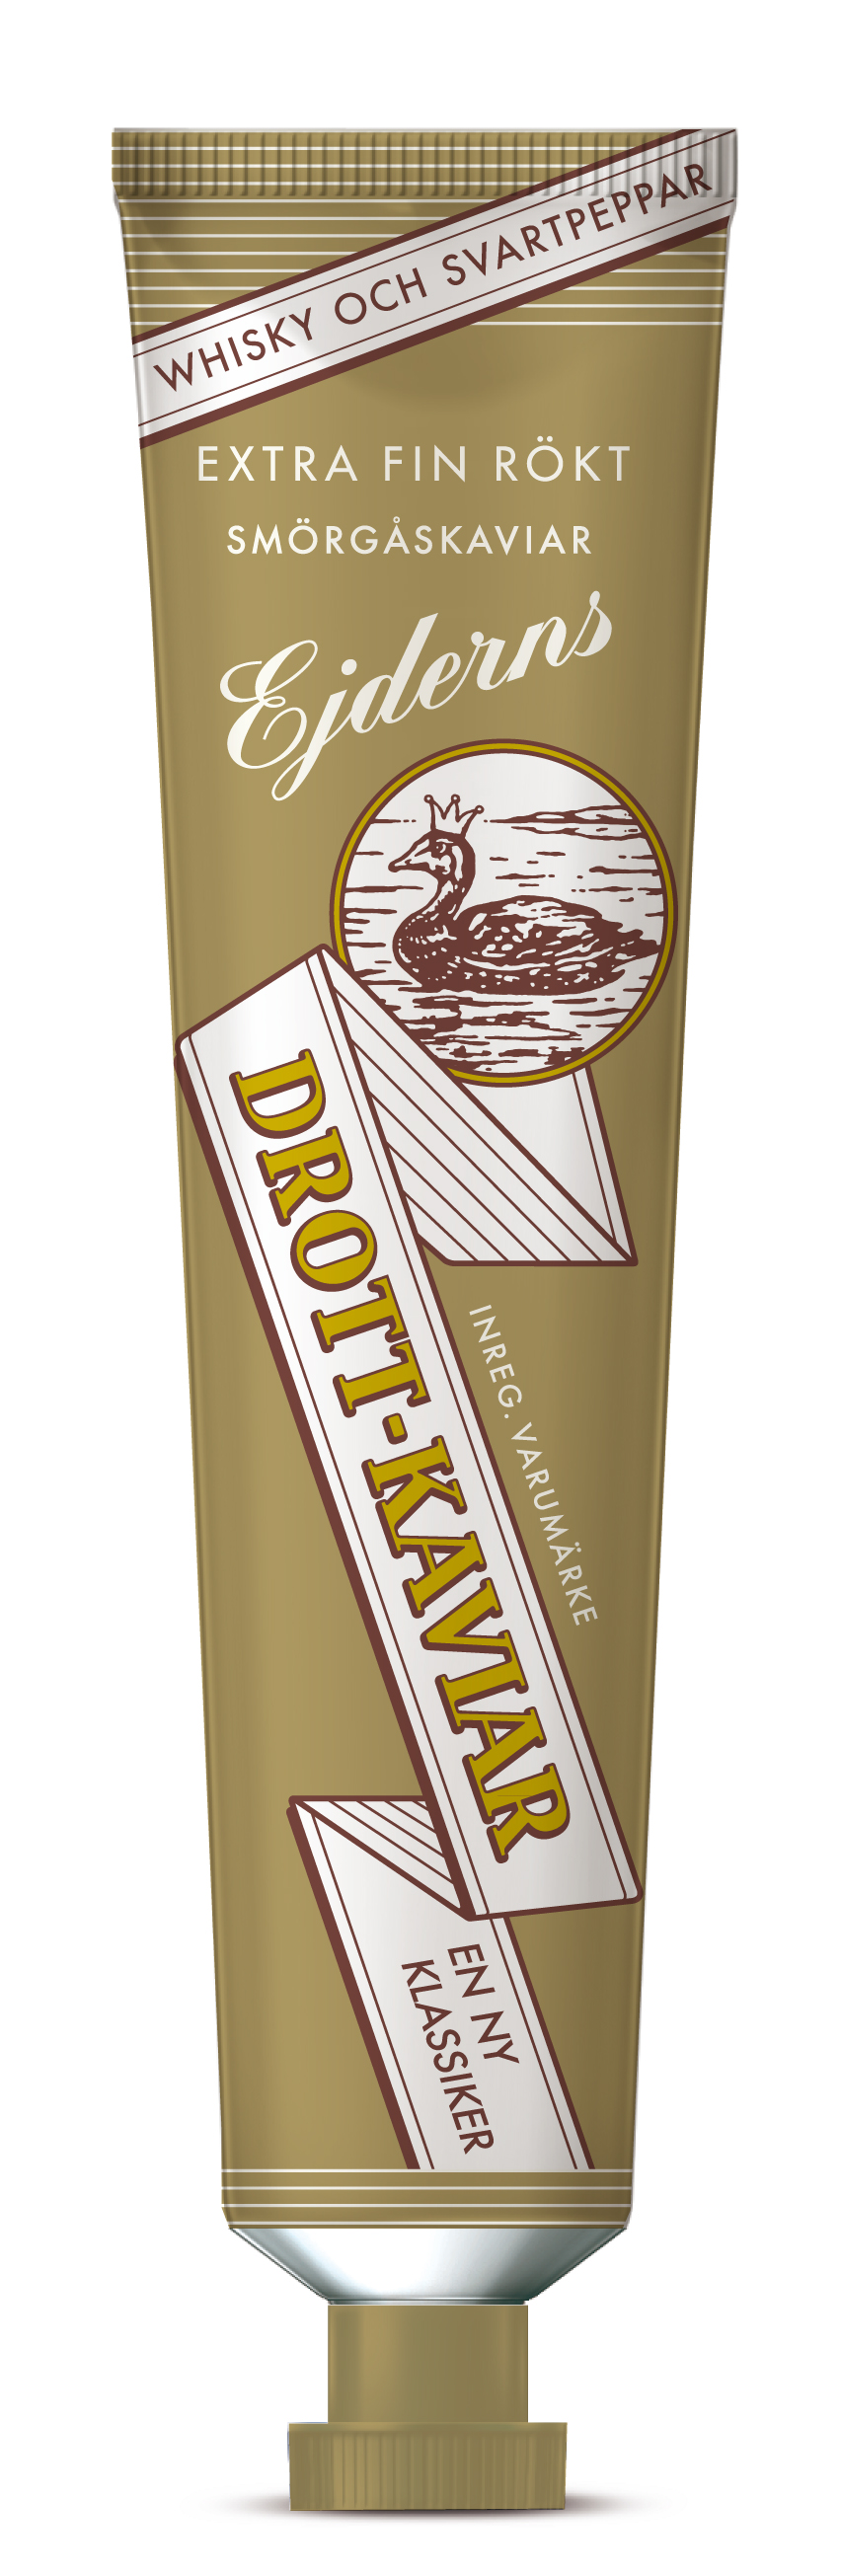 WHISKY OCH SVARTPEPPAR
EXTRA FIN RÖKT
SMÖRGÅSKAVIAR
Ejderns
DROTT-KAVIAR
INREG. VARUMÄRKE
EN NY
KLASSIKER